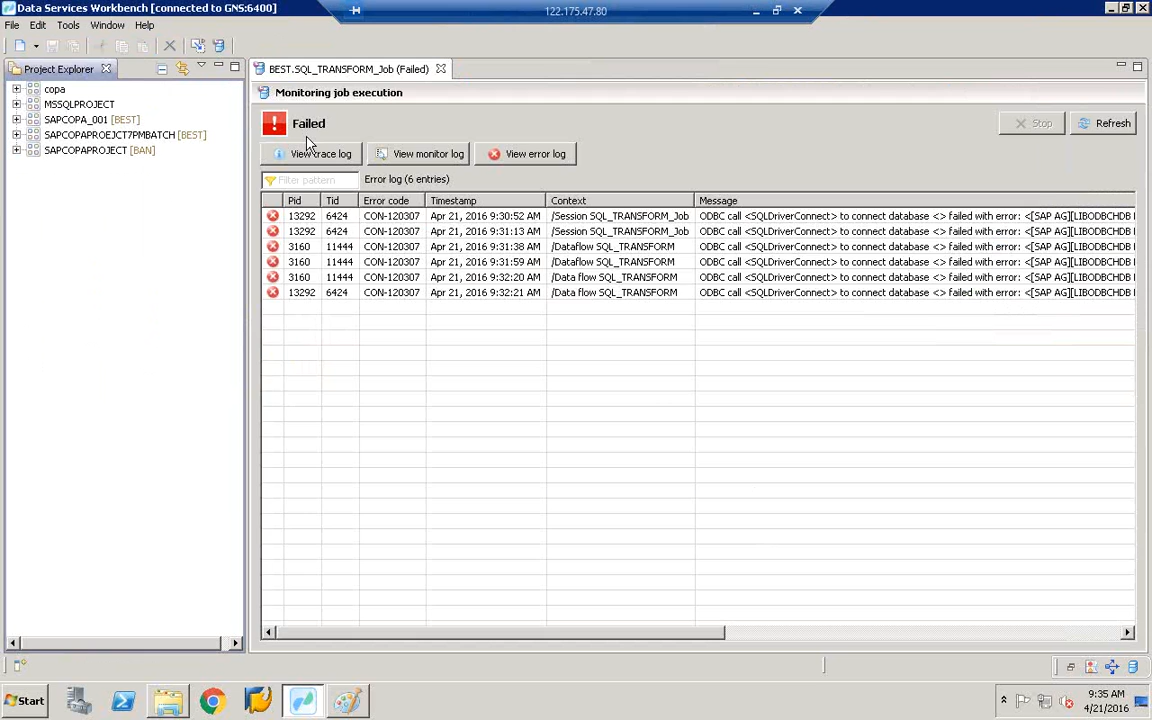 Data Services Workbench [connected to GNS:6400]
122.175.47.80
File Edit Tools Window Help
Project Explorer
BEST.SQL_TRANSFORM_Job (Failed)
copa
MSSQLPROJECT
SAPCOPA_001 [BEST]
SAPCOPAPROEJCT7PMBATCH [BEST]
SAPCOPAPROJECT [BAN]
Monitoring job execution
Failed
Stop
Refresh
View trace log
View monitor log
View error log
Filter pattern
Error log (6 entries)
Pid Tid Error code Timestamp Context Message
13292 6424 CON-120307 Apr 21, 2016 9:30:52 AM /Session SQL_TRANSFORM_Job ODBC call <SQLDriverConnect> to connect database <> failed with error: <[SAP AG][LIBODBCHDB
13292 6424 CON-120307 Apr 21, 2016 9:31:13 AM /Session SQL_TRANSFORM_Job ODBC call <SQLDriverConnect> to connect database <> failed with error: <[SAP AG][LIBODBCHDB
3160 11444 CON-120307 Apr 21, 2016 9:31:38 AM /Dataflow SQL_TRANSFORM ODBC call <SQLDriverConnect> to connect database <> failed with error: <[SAP AG][LIBODBCHDB
3160 11444 CON-120307 Apr 21, 2016 9:31:59 AM /Dataflow SQL_TRANSFORM ODBC call <SQLDriverConnect> to connect database <> failed with error: <[SAP AG][LIBODBCHDB
3160 11444 CON-120307 Apr 21, 2016 9:32:20 AM /Data flow SQL_TRANSFORM ODBC call <SQLDriverConnect> to connect database <> failed with error: <[SAP AG][LIBODBCHDB
13292 6424 CON-120307 Apr 21, 2016 9:32:21 AM /Data flow SQL_TRANSFORM ODBC call <SQLDriverConnect> to connect database <> failed with error: <[SAP AG][LIBODBCHDB
Start
9:35 AM
4/21/2016